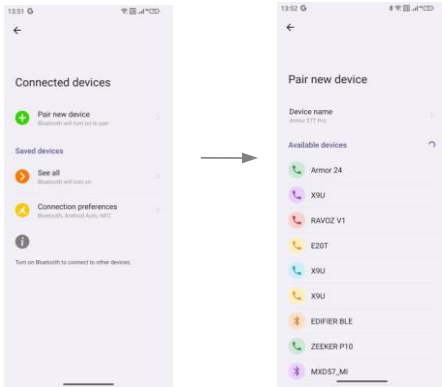 13:51 G
Connected devices
Pair new device
Bluetooth will turn on to pair
Saved devices
See all
Bluetooth will turn on
Connection preferences
Bluetooth, Android Auto, NFC
Turn on Bluetooth to connect to other devices.
13:52 G
Pair new device
Device name
Armor 27T Pro
Available devices
Armor 24
X9U
RAVOZ V1
E20T
X9U
X9U
EDIFIER BLE
ZEEKER P10
MXD57_MI